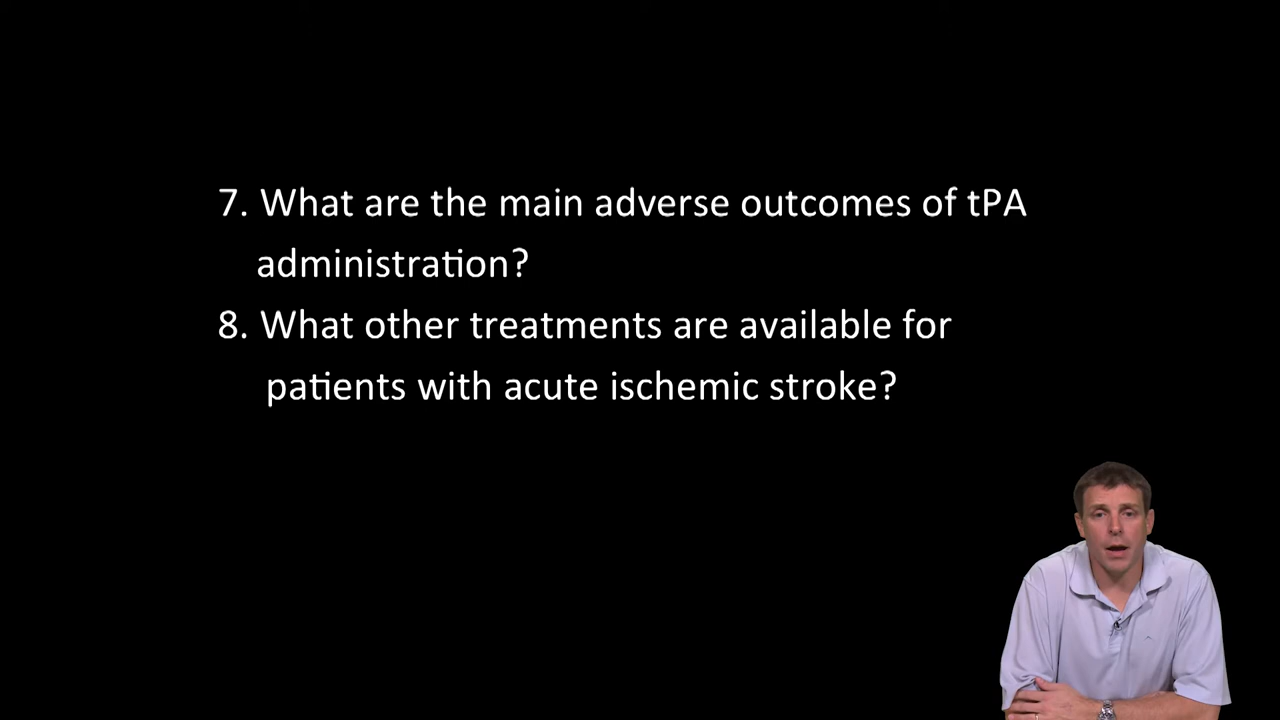 7. What are the main adverse outcomes of tPA
administration?
8. What other treatments are available for
patients with acute ischemic stroke?